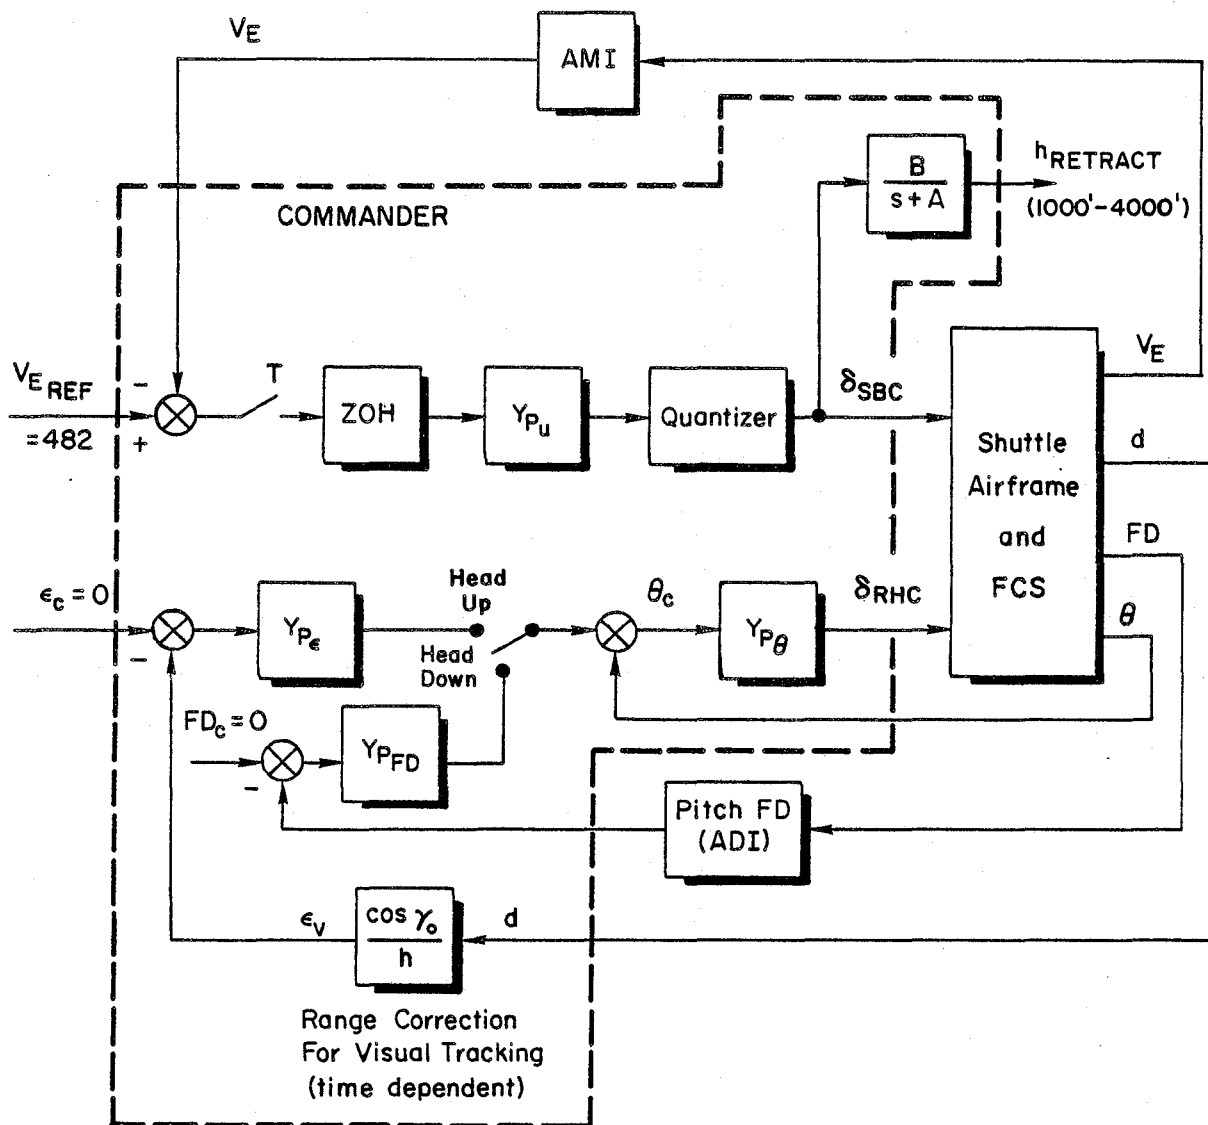 V_E
AMI
COMMANDER
B
s + A
h_RETRACT
(1000' - 4000')
V_E REF
= 482
-
+
T
ZOH
Y_Pu
Quantizer
δ_SBC
Shuttle
Airframe
and
FCS
V_E
d
FD
θ
ϵ_c = 0
-
Y_Pϵ
Head
Up
Head
Down
θ_c
Y_Pθ
δ_RHC
FD_c = 0
-
Y_PFD
Pitch FD
(ADI)
ϵ_v
cos γ_o
h
d
Range Correction
For Visual Tracking
(time dependent)